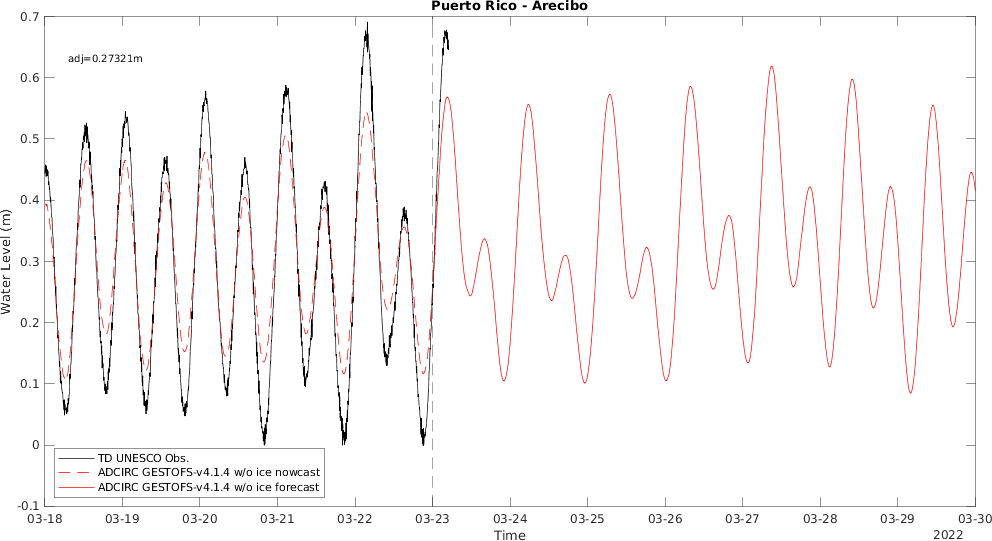 Puerto Rico - Arecibo
0.7
adj=0.27321m
0.6
0.5
0.4
0.3
0.2
0.1
0
-0.1
Water Level (m)
TD UNESCO Obs.
ADCIRC GESTOFS-v4.1.4 w/o ice nowcast
ADCIRC GESTOFS-v4.1.4 w/o ice forecast
03-18 03-19 03-20 03-21 03-22 03-23 03-24 03-25 03-26 03-27 03-28 03-29 03-30
Time
2022